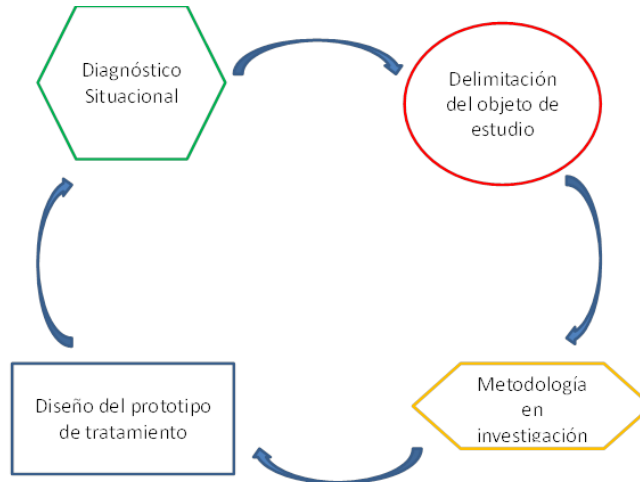 Diagnóstico
Situacional
Delimitación
del objeto de
estudio
Metodología
en
investigación
Diseño del prototipo
de tratamiento